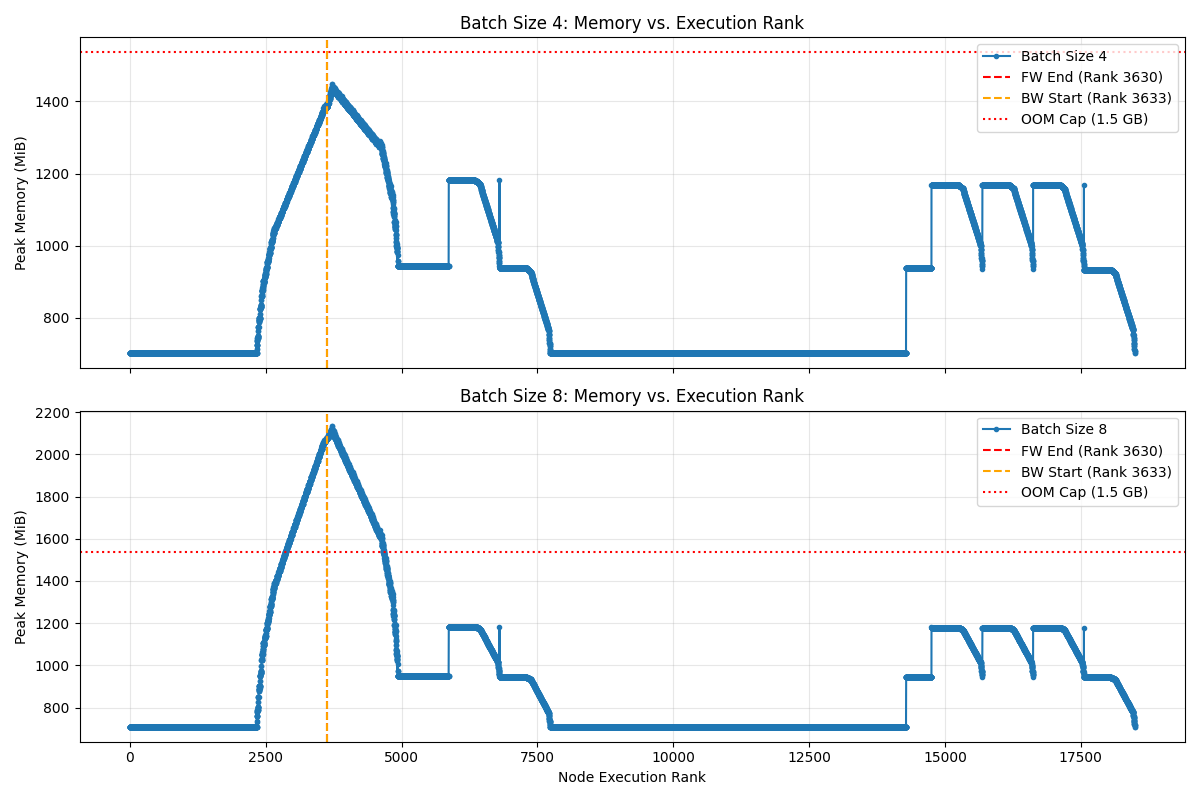 Batch Size 4: Memory vs. Execution Rank
Peak Memory (MiB)
1400
1200
1000
800
Batch Size 4
FW End (Rank 3630)
BW Start (Rank 3633)
OOM Cap (1.5 GB)
Batch Size 8: Memory vs. Execution Rank
Peak Memory (MiB)
2200
2000
1800
1600
1400
1200
1000
800
Batch Size 8
FW End (Rank 3630)
BW Start (Rank 3633)
OOM Cap (1.5 GB)
0 2500 5000 7500 10000 12500 15000 17500
Node Execution Rank